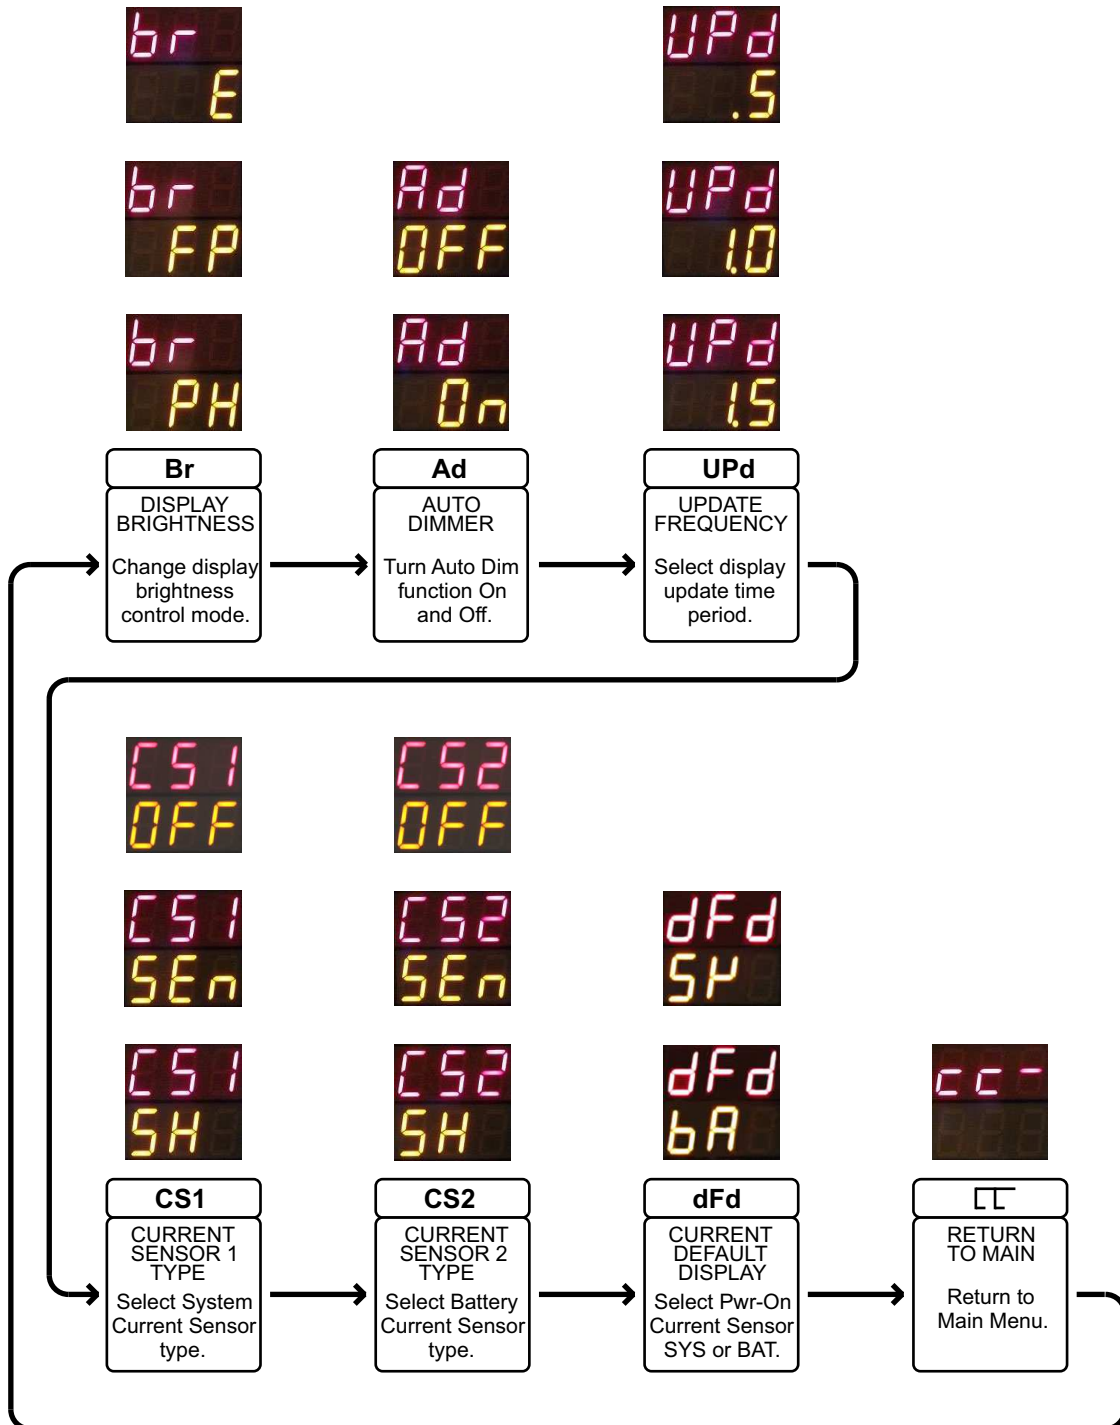 br
UPd
E
.5
br
Ad
UPd
FP
OFF
1.0
br
Ad
UPd
PH
On
1.5
Br
DISPLAY
BRIGHTNESS
Change display
brightness
control mode.
Ad
AUTO
DIMMER
Turn Auto Dim
function On
and Off.
UPd
UPDATE
FREQUENCY
Select display
update time
period.
CS1
CS2
OFF
OFF
CS1
CS2
dFd
SEn
SEn
SY
CS1
CS2
dFd
cc-
SH
SH
bA
CS1
CURRENT
SENSOR 1
TYPE
Select System
Current Sensor
type.
CS2
CURRENT
SENSOR 2
TYPE
Select Battery
Current Sensor
type.
dFd
CURRENT
DEFAULT
DISPLAY
Select Pwr-On
Current Sensor
SYS or BAT.
RETURN
TO MAIN
Return to
Main Menu.